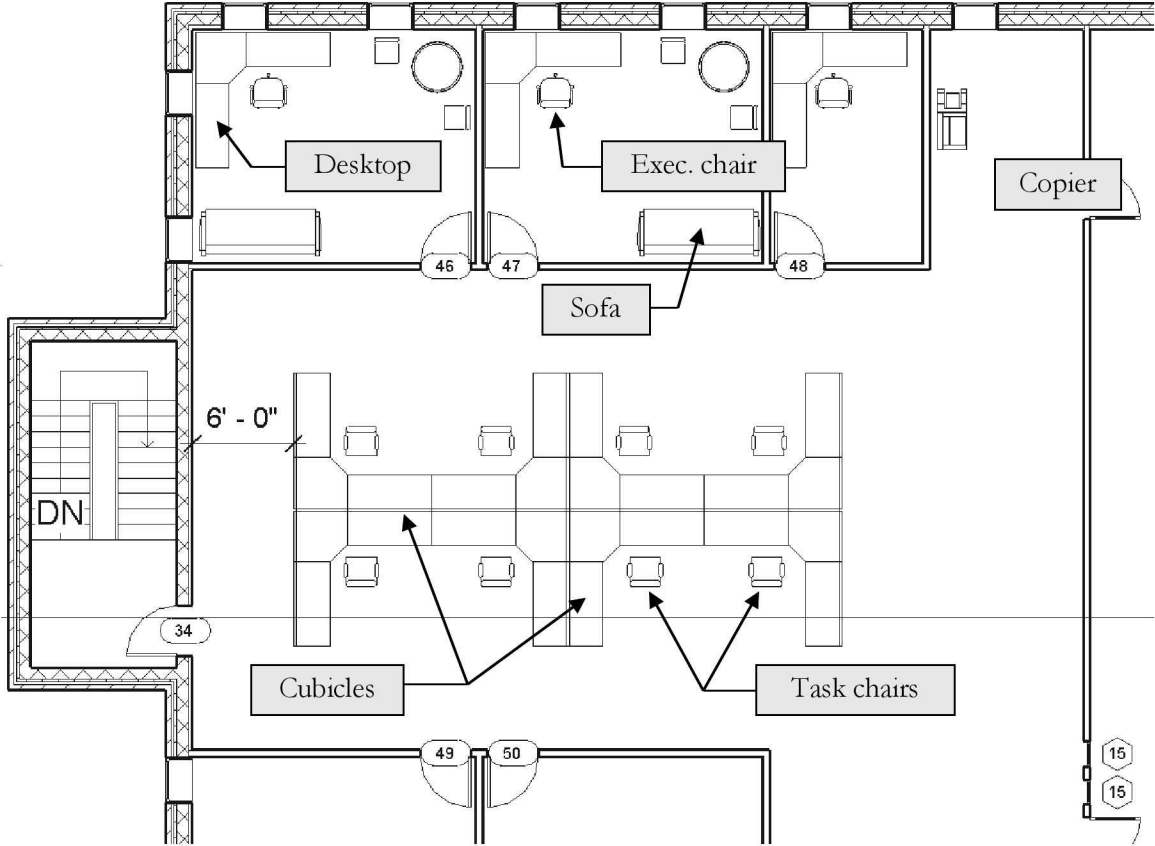 Desktop
Exec. chair
Copier
46
47
48
Sofa
6' - 0"
DN
34
Cubicles
Task chairs
49
50
15
15